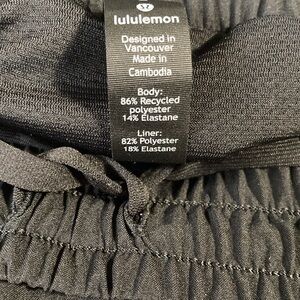 lululemon
Designed in
Vancouver
Made in
Cambodia
Body:
86% Recycled
polyester
14% Elastane
Liner:
82% Polyester
18% Elastane